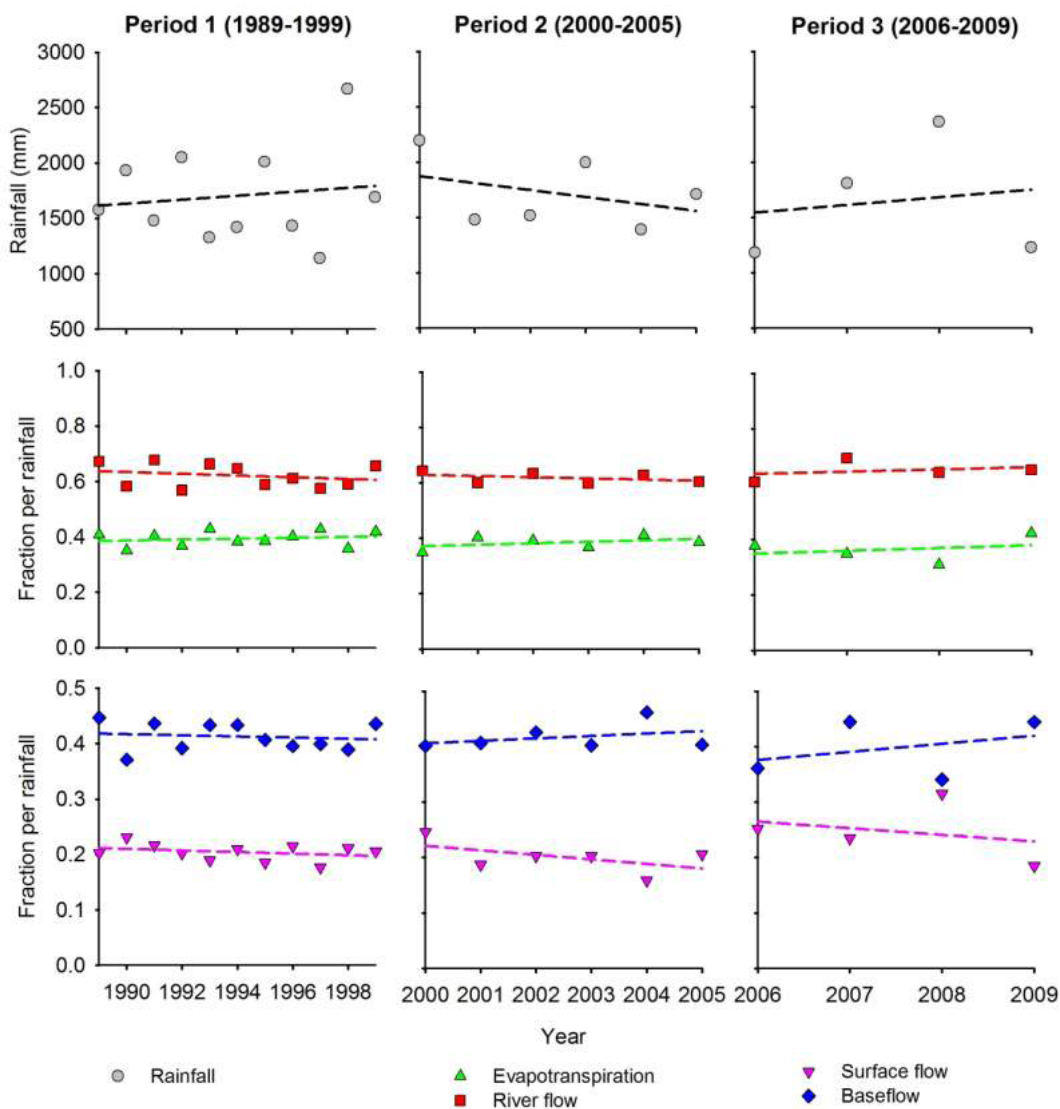 Period 1 (1989-1999) Period 2 (2000-2005) Period 3 (2006-2009)
Rainfall (mm)
3000
2500
2000
1500
1000
500
Fraction per rainfall
1.0
0.8
0.6
0.4
0.2
0.0
Fraction per rainfall
0.5
0.4
0.3
0.2
0.1
0.0
1990 1992 1994 1996 1998 2000 2001 2002 2003 2004 2005 2006 2007 2008 2009
Year
Rainfall Evapotranspiration Surface flow
River flow Baseflow